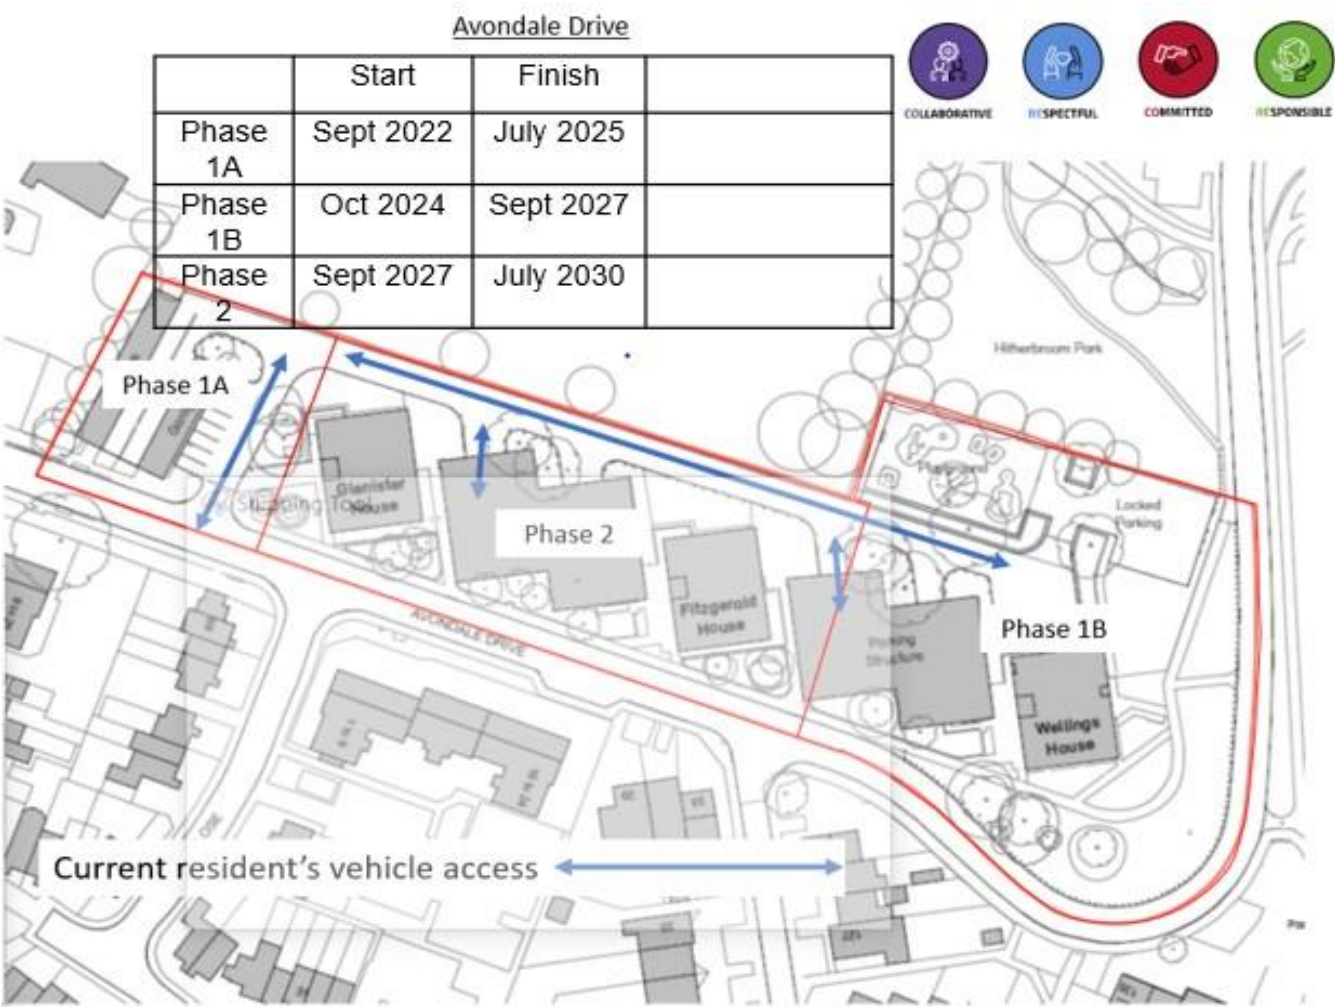 Avondale Drive
Start Finish
Phase 1A Sept 2022 July 2025
Phase 1B Oct 2024 Sept 2027
Phase 2 Sept 2027 July 2030
COLLABORATIVE
RESPECTFUL
COMMITTED
RESPONSIBLE
Hitherbroom Park
Phase 1A
Glenister
House
Playground
Locked
Parking
Phase 2
Fitzgerald
House
AVONDALE DRIVE
Parking
Structure
Phase 1B
Wellings
House
Current resident's vehicle access